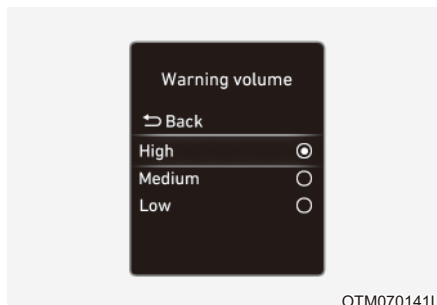 Warning volume
Back
High
Medium
Low
OTM070141L